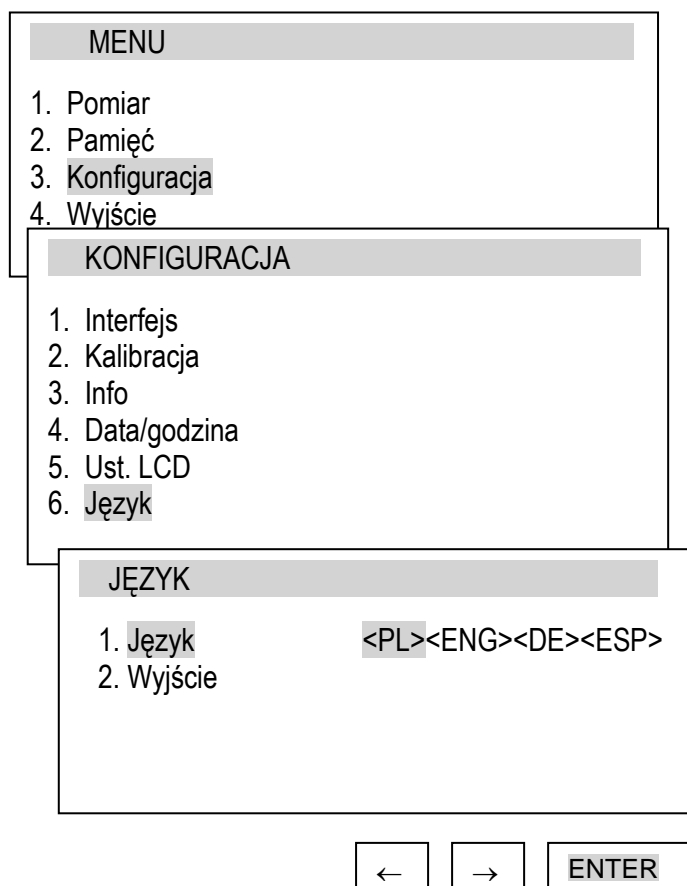 MENU
1. Pomiar
2. Pamięć
3. Konfiguracja
4. Wyjście
KONFIGURACJA
1. Interfejs
2. Kalibracja
3. Info
4. Data/godzina
5. Ust. LCD
6. Język
JĘZYK
1. Język <PL><ENG><DE><ESP>
2. Wyjście
← → ENTER